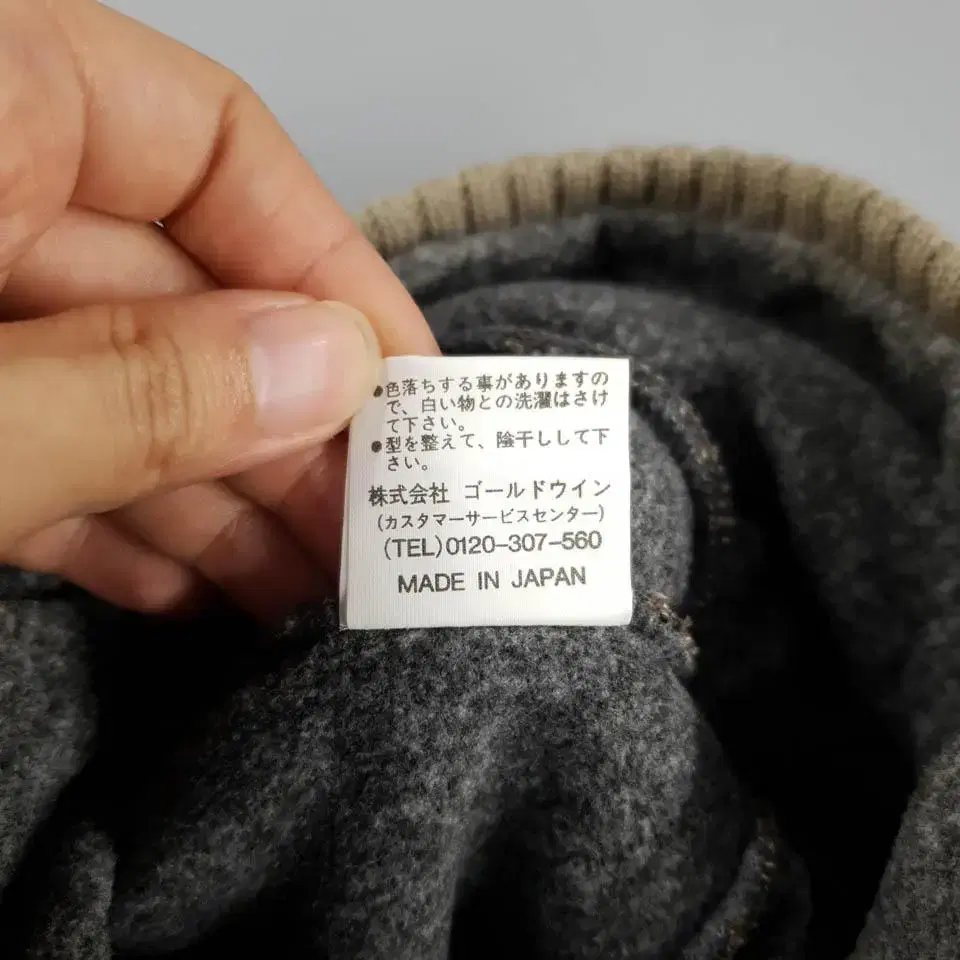 ●色落ちする事がありますの
で、白い物との洗濯はさけ
て下さい。
●型を整えて、陰干しして下
さい。
株式会社 ゴールドウイン
(カスタマーサービスセンター)
(TEL)0120-307-560
MADE IN JAPAN